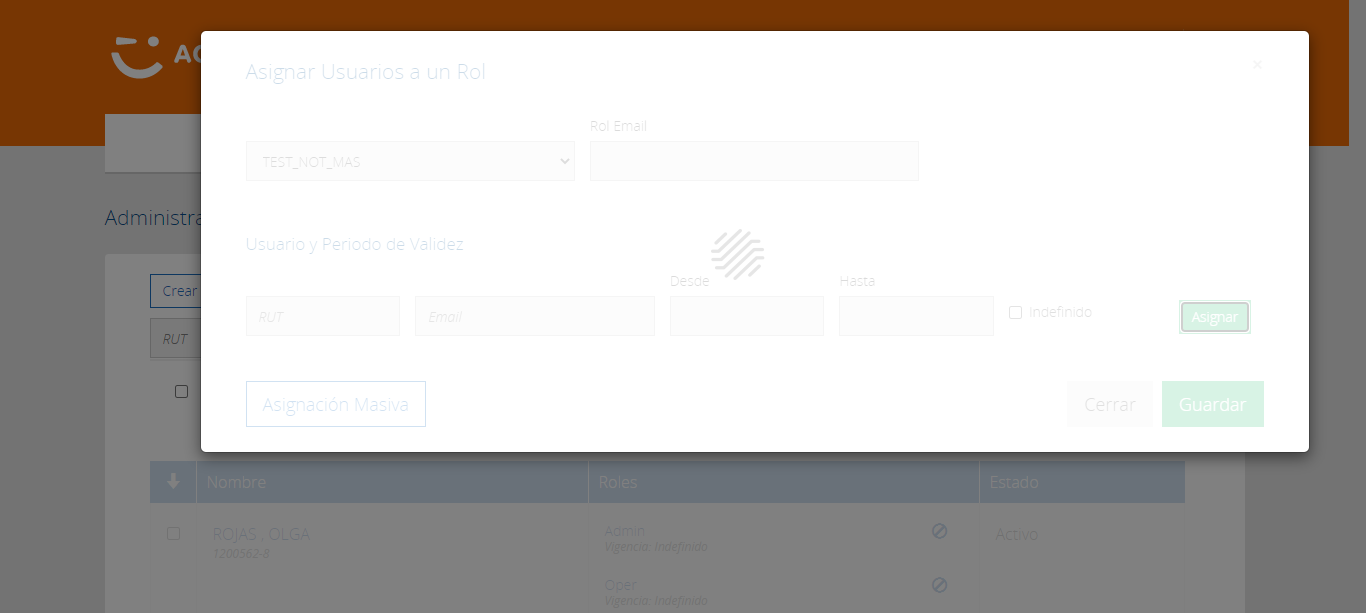 Asignar Usuarios a un Rol
×
Rol Email
TEST_NOT_MAS
Administra
Usuario y Periodo de Validez
Desde
Hasta
Crear
RUT
Email
Indefinido
Asignar
RUT
Asignación Masiva
Cerrar
Guardar
Nombre
Roles
Estado
ROJAS , OLGA
1200562-8
Admin
Vigencia: Indefinido
Activo
Oper
Vigencia: Indefinido